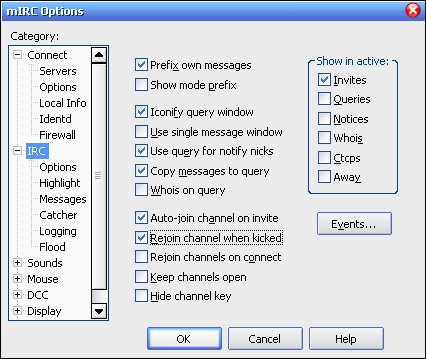 mIRC Options
Category:
Connect
Servers
Options
Local Info
Identd
Firewall
IRC
Options
Highlight
Messages
Catcher
Logging
Flood
Sounds
Mouse
DCC
Display
Prefix own messages
Show mode prefix
Iconify query window
Use single message window
Use query for notify nicks
Copy messages to query
Whois on query
Auto-join channel on invite
Rejoin channel when kicked
Rejoin channels on connect
Keep channels open
Hide channel key
Show in active:
Invites
Queries
Notices
Whois
Ctcps
Away
Events...
OK
Cancel
Help